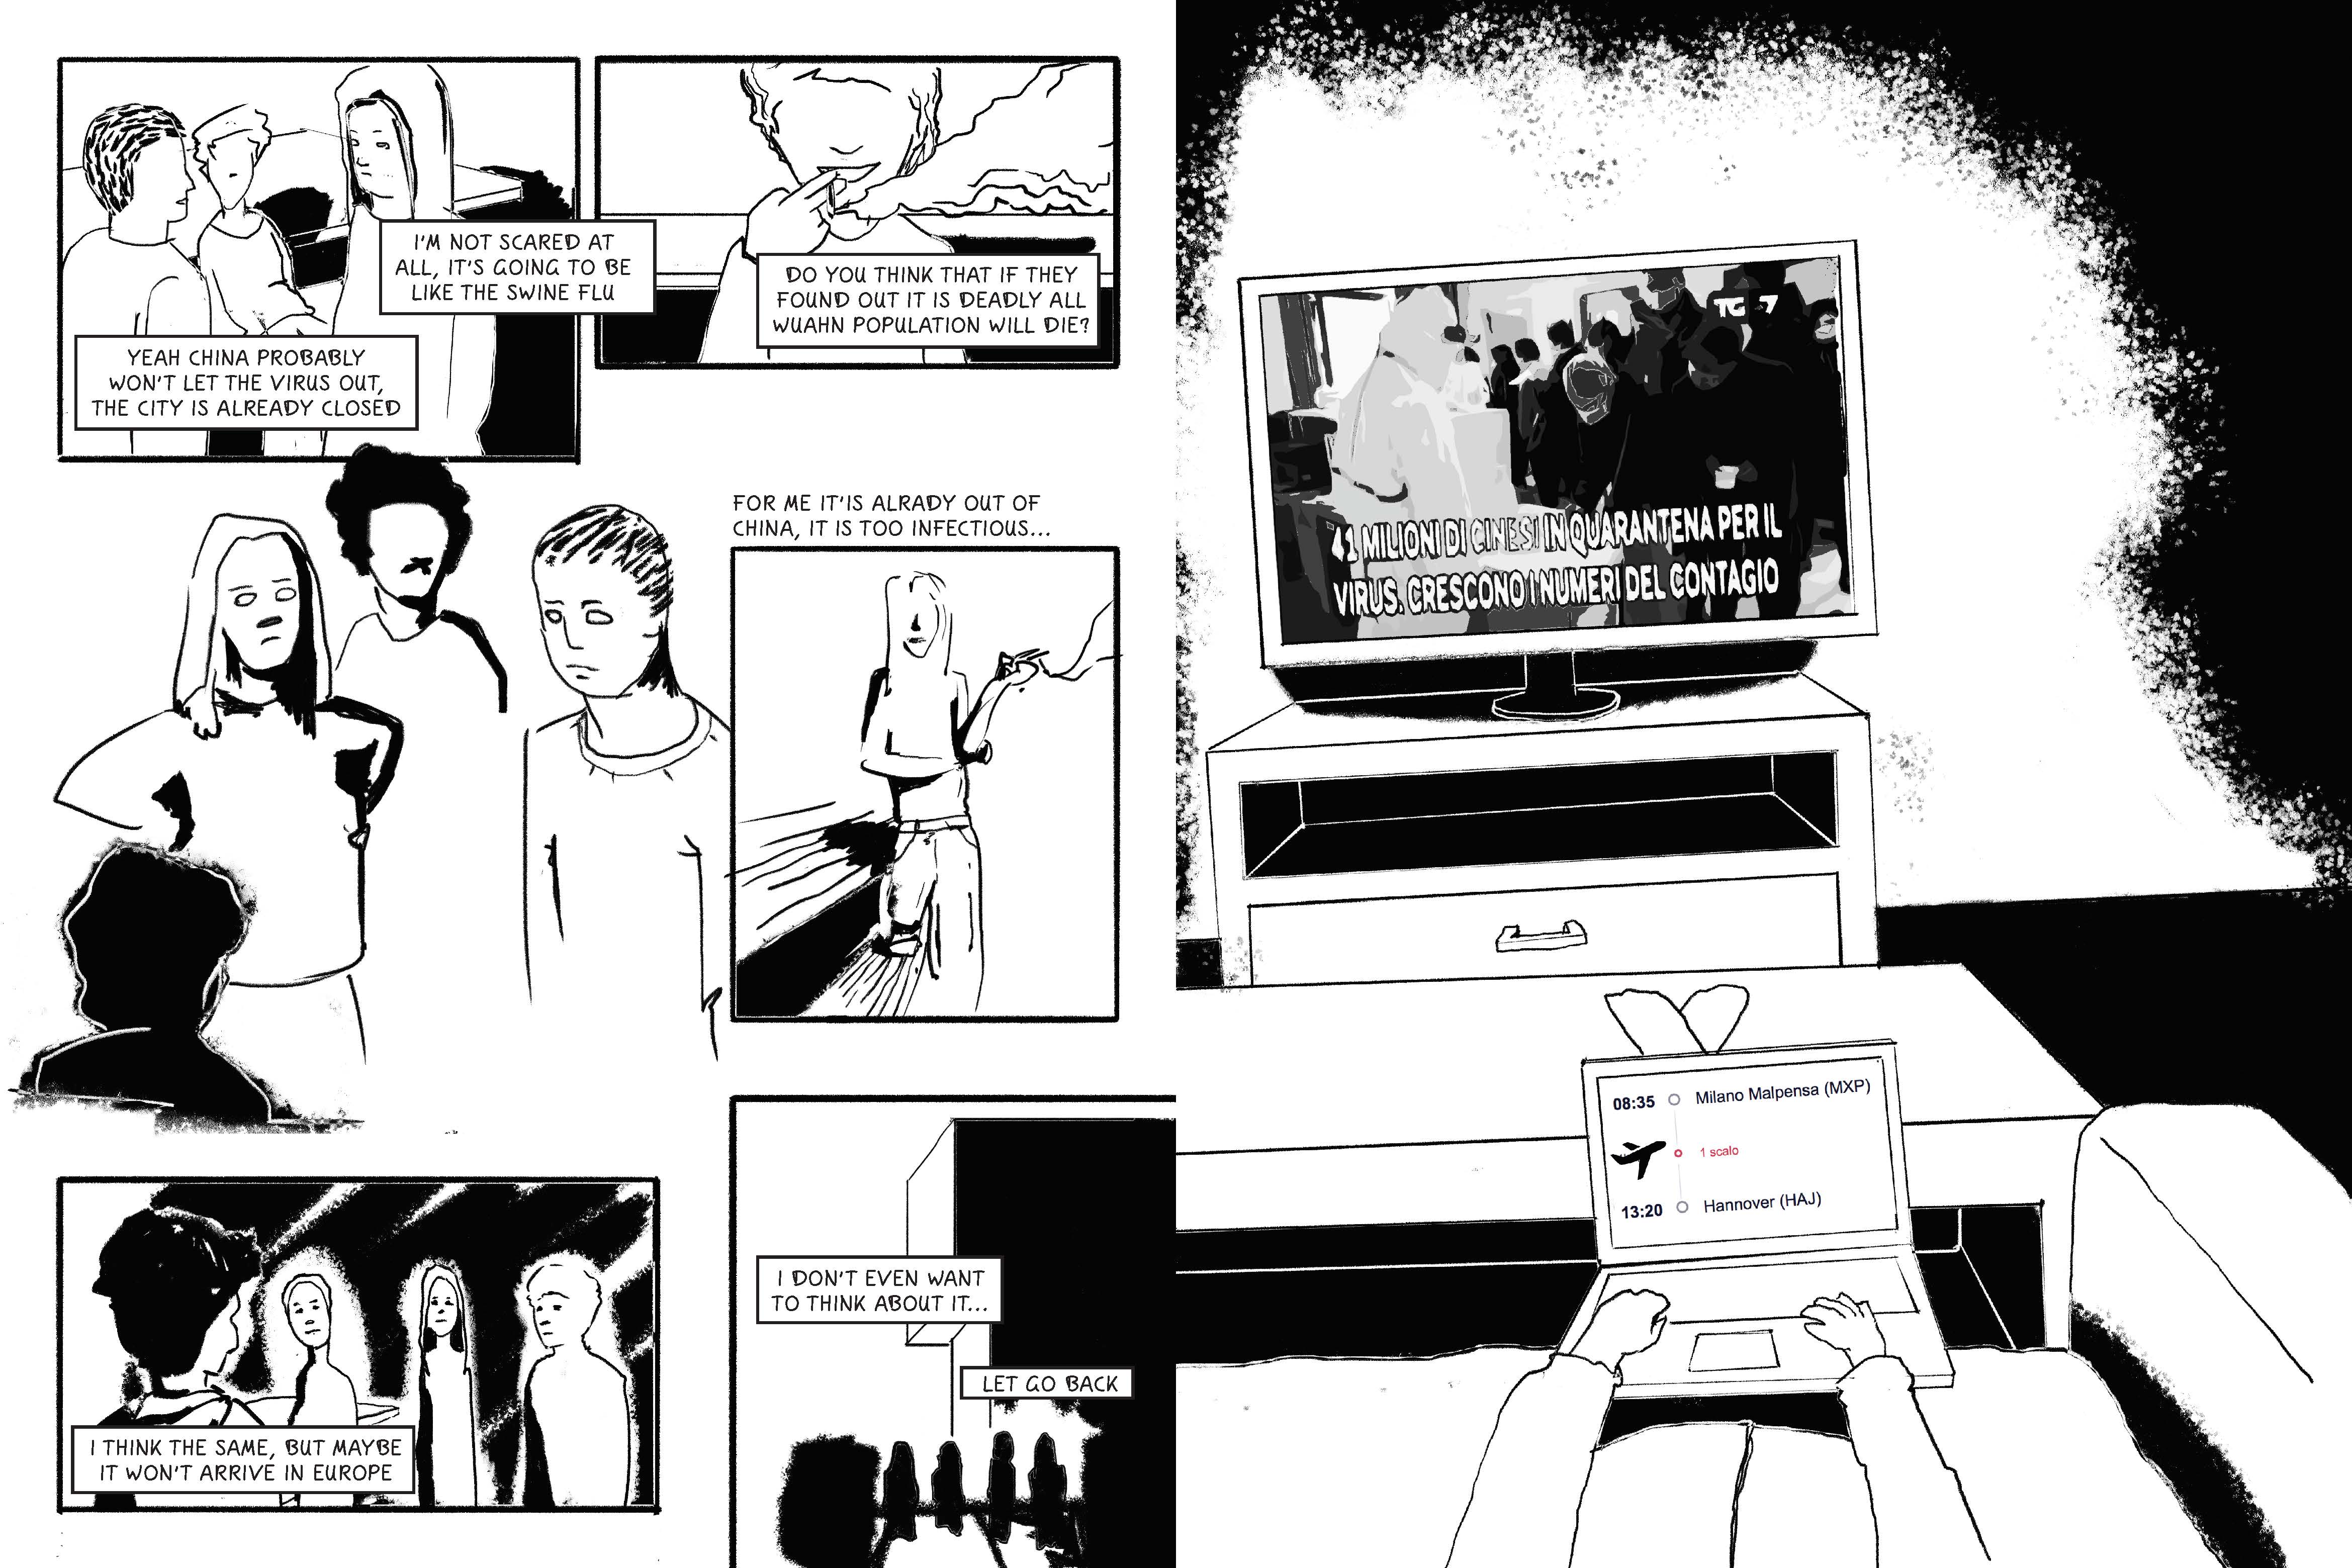 I'M NOT SCARED AT
ALL, IT'S GOING TO BE
LIKE THE SWINE FLU
YEAH CHINA PROBABLY
WON'T LET THE VIRUS OUT,
THE CITY IS ALREADY CLOSED
DO YOU THINK THAT IF THEY
FOUND OUT IT IS DEADLY ALL
WUAHN POPULATION WILL DIE?
FOR ME IT'IS ALRADY OUT OF
CHINA, IT IS TOO INFECTIOUS...
I THINK THE SAME, BUT MAYBE
IT WON'T ARRIVE IN EUROPE
I DON'T EVEN WANT
TO THINK ABOUT IT...
LET GO BACK
TG 7
41 MILIONI DI CINESI IN QUARANTENA PER IL
VIRUS. CRESCONO I NUMERI DEL CONTAGIO
08:35 Milano Malpensa (MXP)
1 scalo
13:20 Hannover (HAJ)